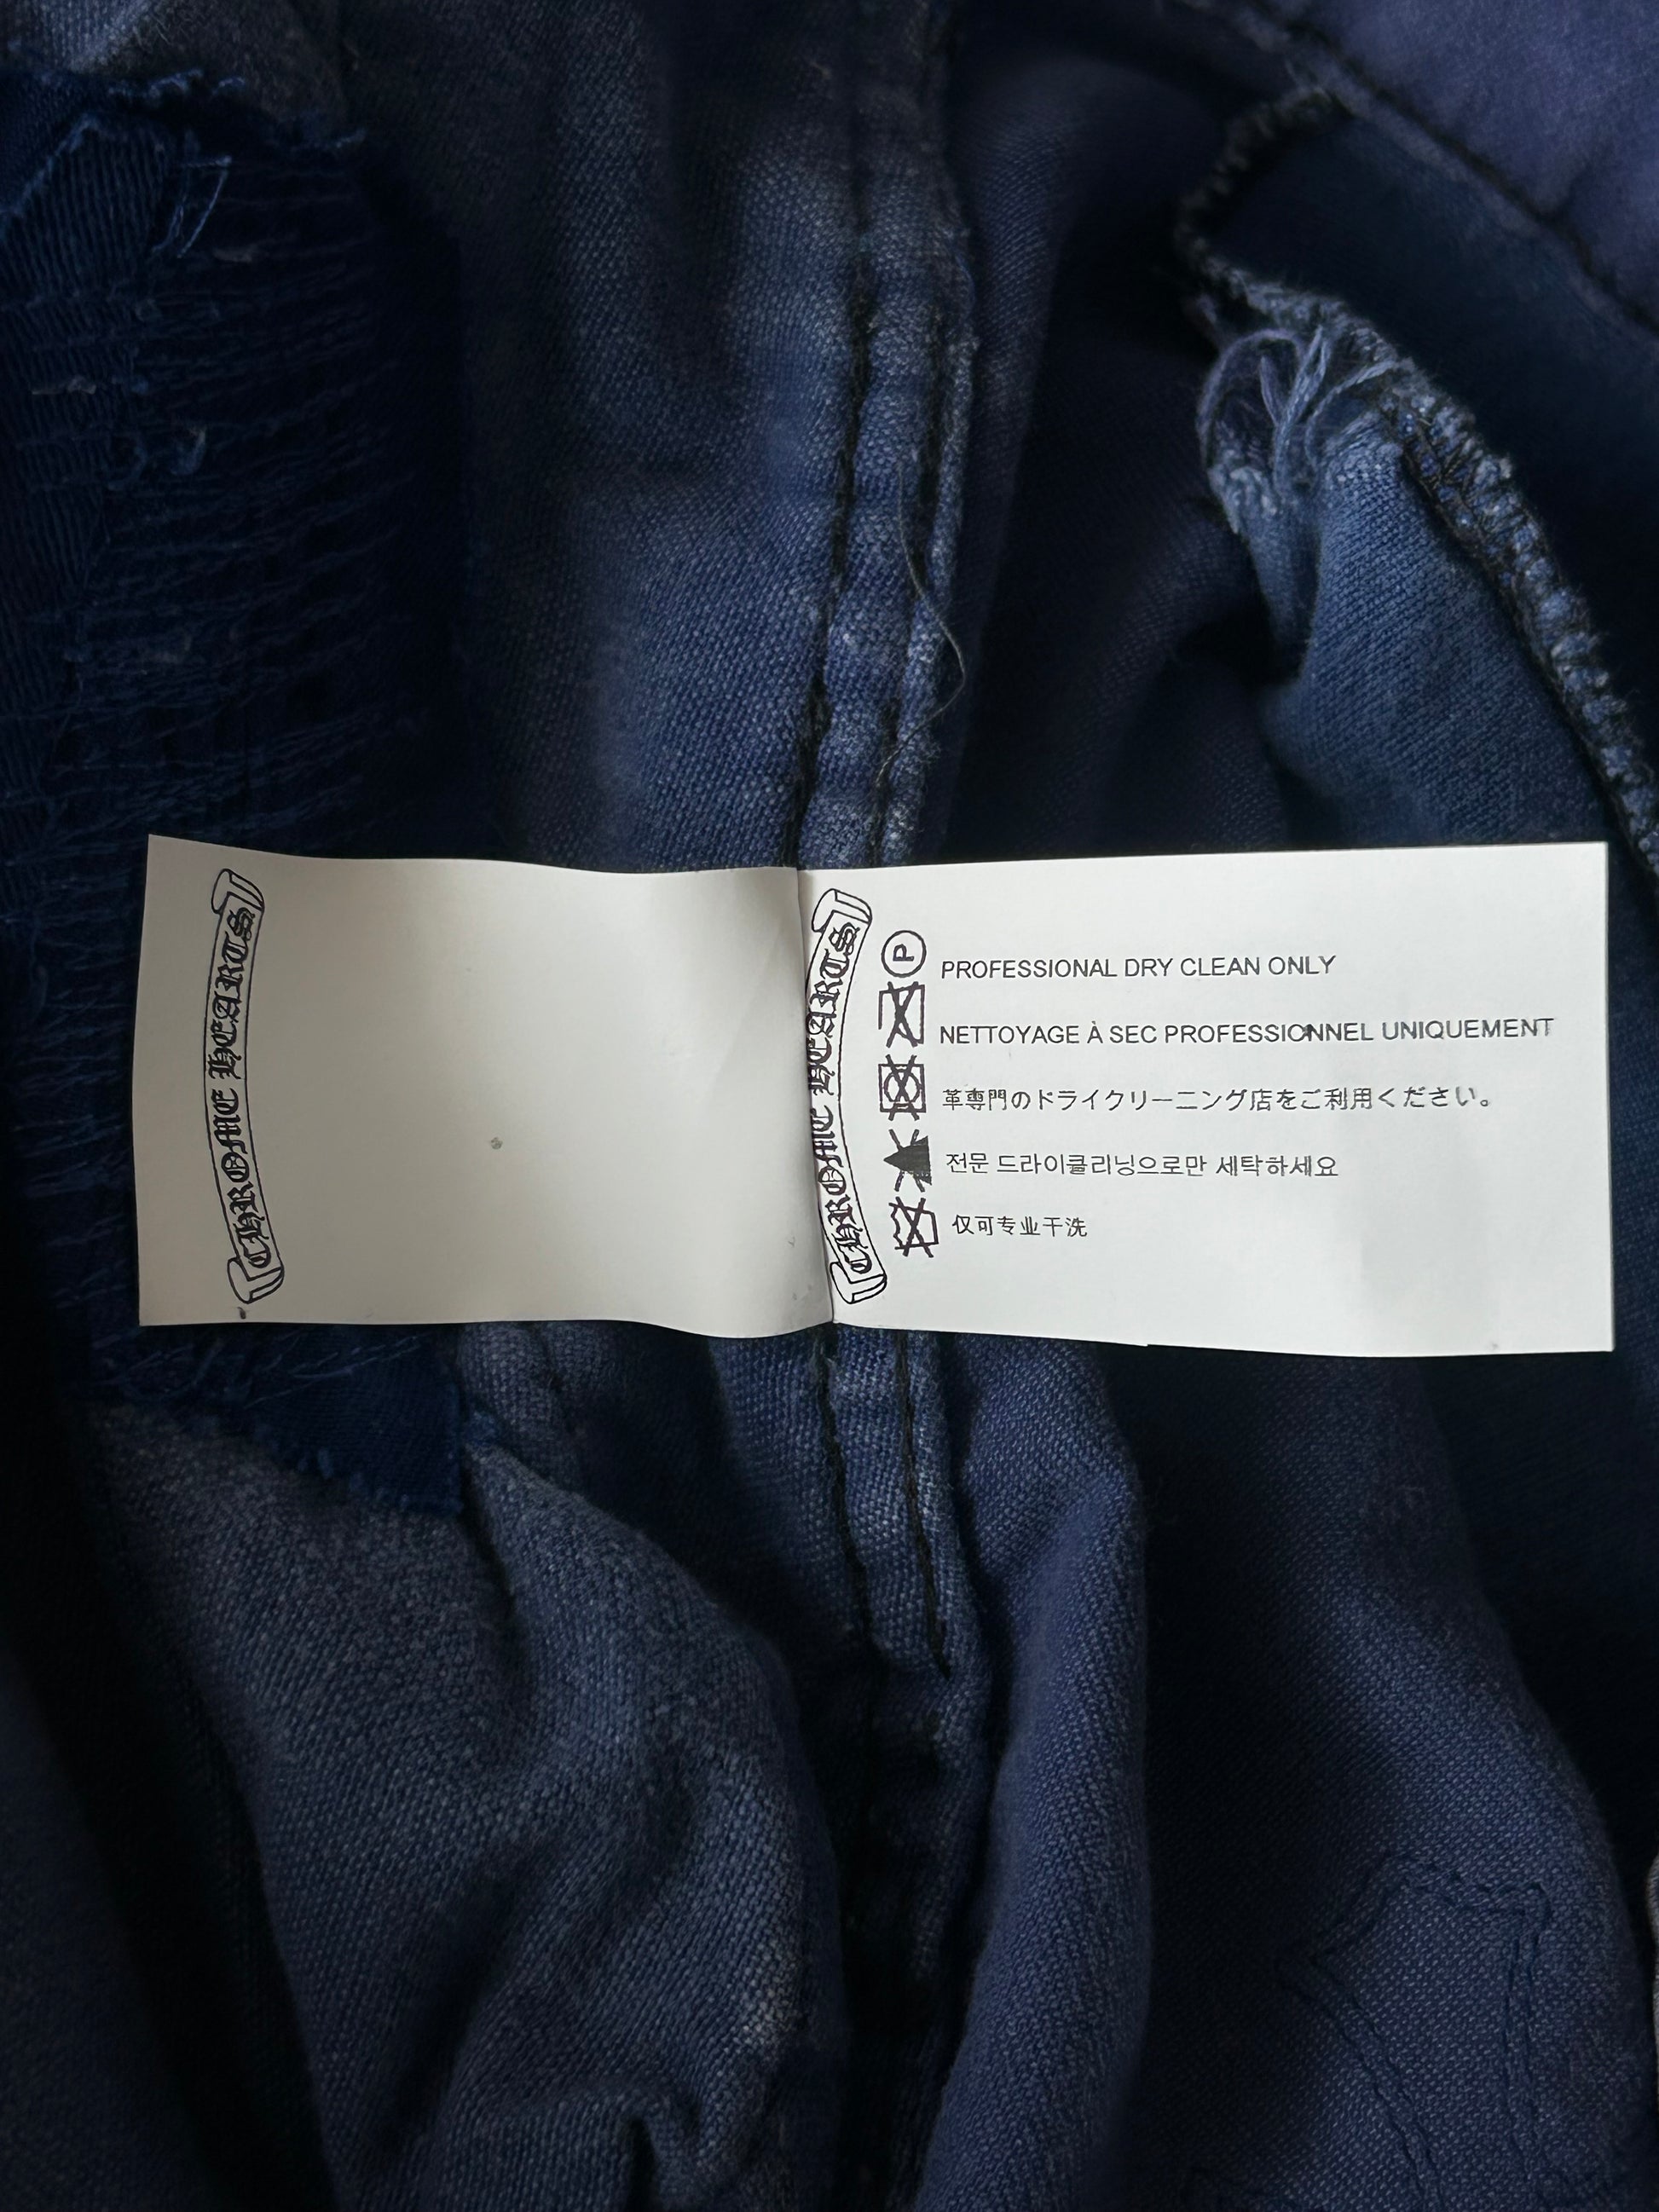 CHROME HEARTS
CHROME HEARTS
P
PROFESSIONAL DRY CLEAN ONLY
NETTOYAGE À SEC PROFESSIONNEL UNIQUEMENT
革専門のドライクリーニング店をご利用ください。
전문 드라이클리닝으로만 세탁하세요
仅可专业干洗